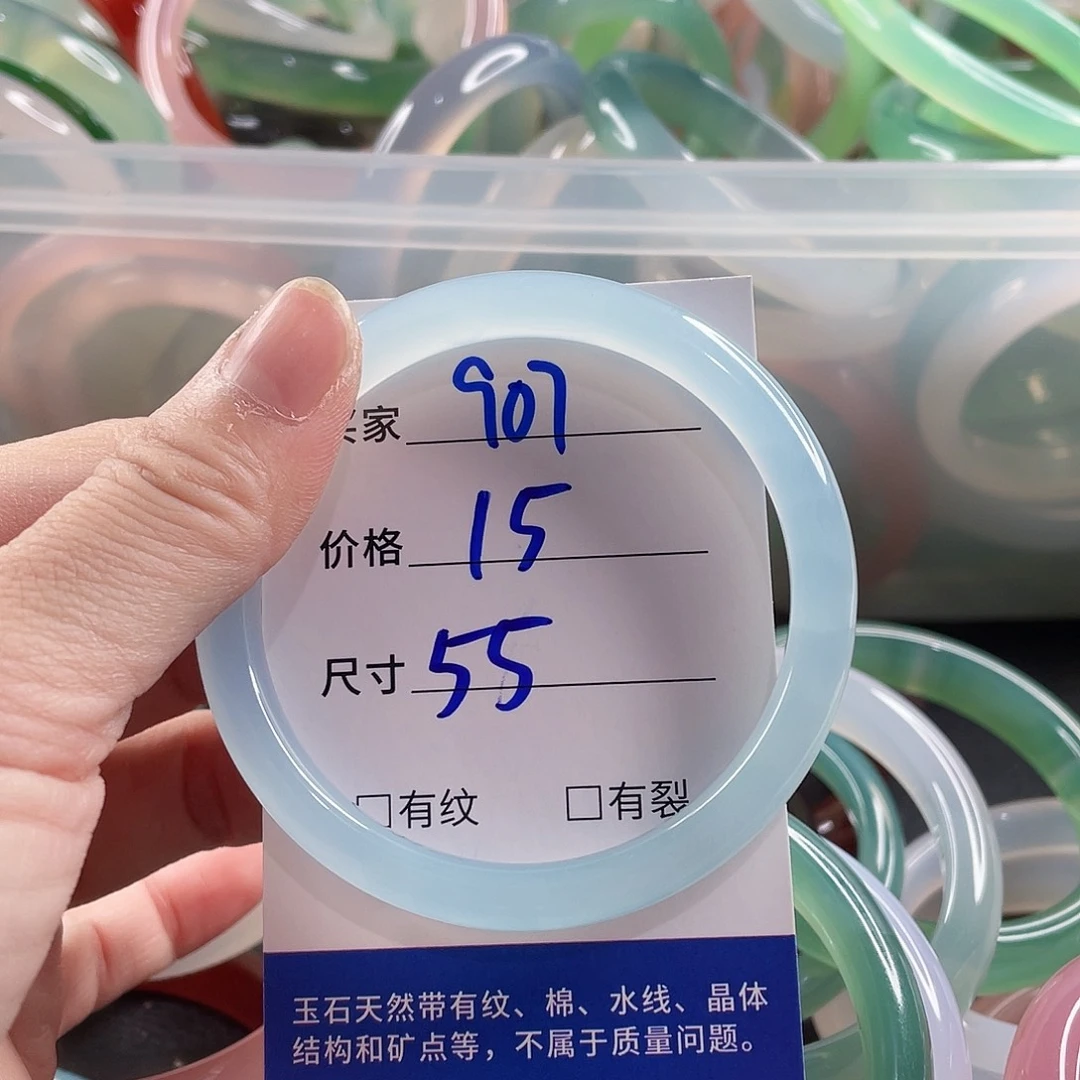 买家 907
价格 15
尺寸 55
□有纹 □有裂
玉石天然带有纹、棉、水线、晶体
结构和矿点等，不属于质量问题。